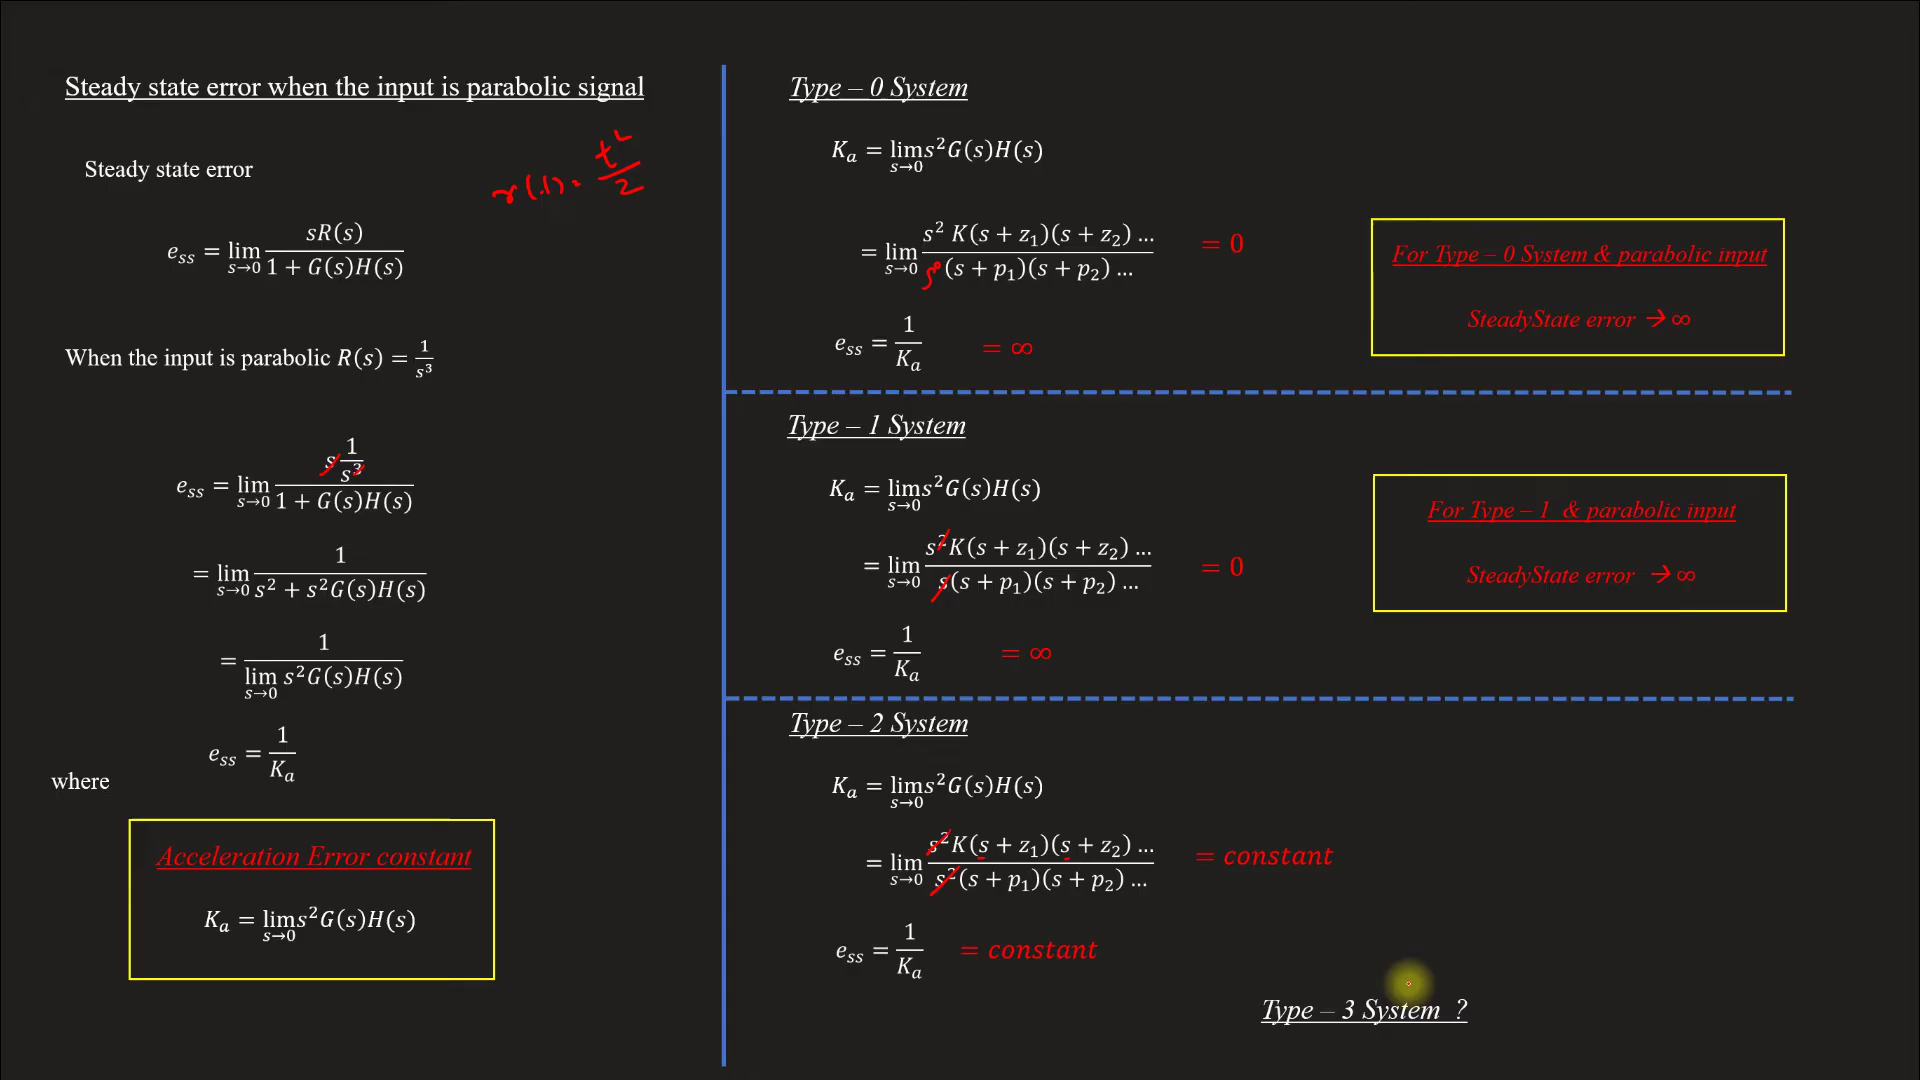 Steady state error when the input is parabolic signal
r(t) = t²/2
Steady state error
e_ss = lim_{s→0} sR(s) / 1 + G(s)H(s)
When the input is parabolic R(s) = 1/s³
e_ss = lim_{s→0} s 1/s³ / 1 + G(s)H(s)
= lim_{s→0} 1 / s² + s²G(s)H(s)
= 1 / lim_{s→0} s²G(s)H(s)
e_ss = 1/K_a
where
Acceleration Error constant
K_a = lim_{s→0} s²G(s)H(s)
Type – 0 System
K_a = lim_{s→0} s²G(s)H(s)
= lim_{s→0} s² K(s + z₁)(s + z₂) ... / s⁰ (s + p₁)(s + p₂) ... = 0
e_ss = 1/K_a = ∞
For Type – 0 System & parabolic input
SteadyState error → ∞
Type – 1 System
K_a = lim_{s→0} s²G(s)H(s)
= lim_{s→0} s²K(s + z₁)(s + z₂) ... / s(s + p₁)(s + p₂) ... = 0
e_ss = 1/K_a = ∞
For Type – 1 & parabolic input
SteadyState error → ∞
Type – 2 System
K_a = lim_{s→0} s²G(s)H(s)
= lim_{s→0} s²K(s + z₁)(s + z₂) ... / s²(s + p₁)(s + p₂) ... = constant
e_ss = 1/K_a = constant
Type – 3 System ?